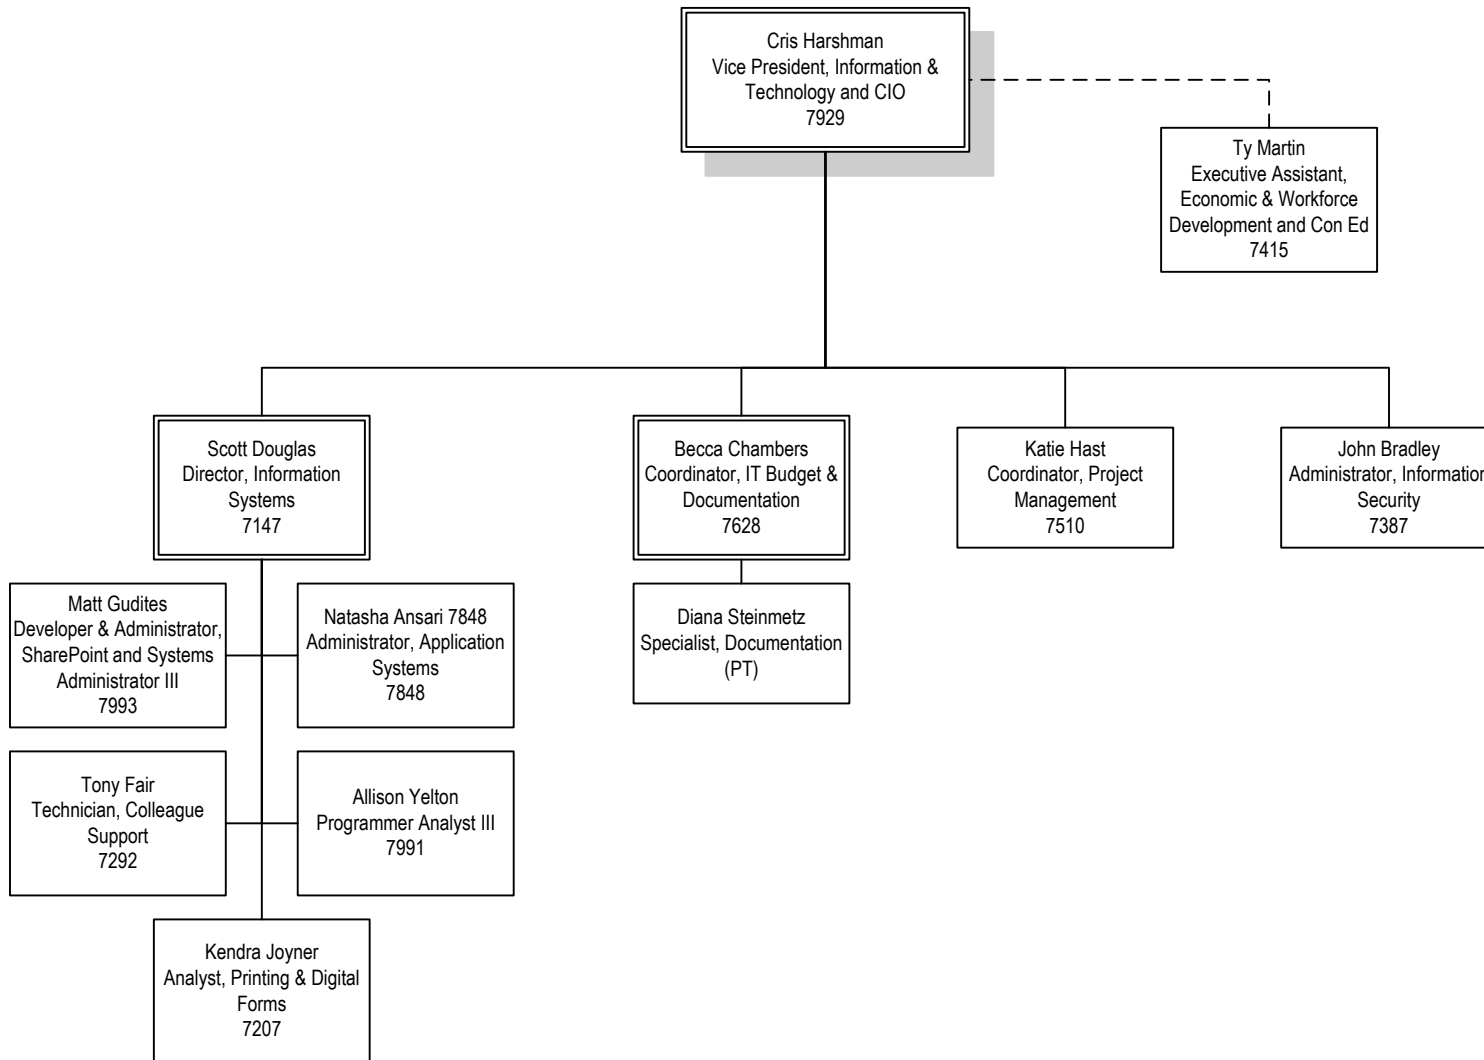 Cris Harshman
Vice President, Information &
Technology and CIO
7929
Ty Martin
Executive Assistant,
Economic & Workforce
Development and Con Ed
7415
Scott Douglas
Director, Information
Systems
7147
Becca Chambers
Coordinator, IT Budget &
Documentation
7628
Katie Hast
Coordinator, Project
Management
7510
John Bradley
Administrator, Information
Security
7387
Matt Gudites
Developer & Administrator,
SharePoint and Systems
Administrator III
7993
Natasha Ansari 7848
Administrator, Application
Systems
7848
Diana Steinmetz
Specialist, Documentation
(PT)
Tony Fair
Technician, Colleague
Support
7292
Allison Yelton
Programmer Analyst III
7991
Kendra Joyner
Analyst, Printing & Digital
Forms
7207